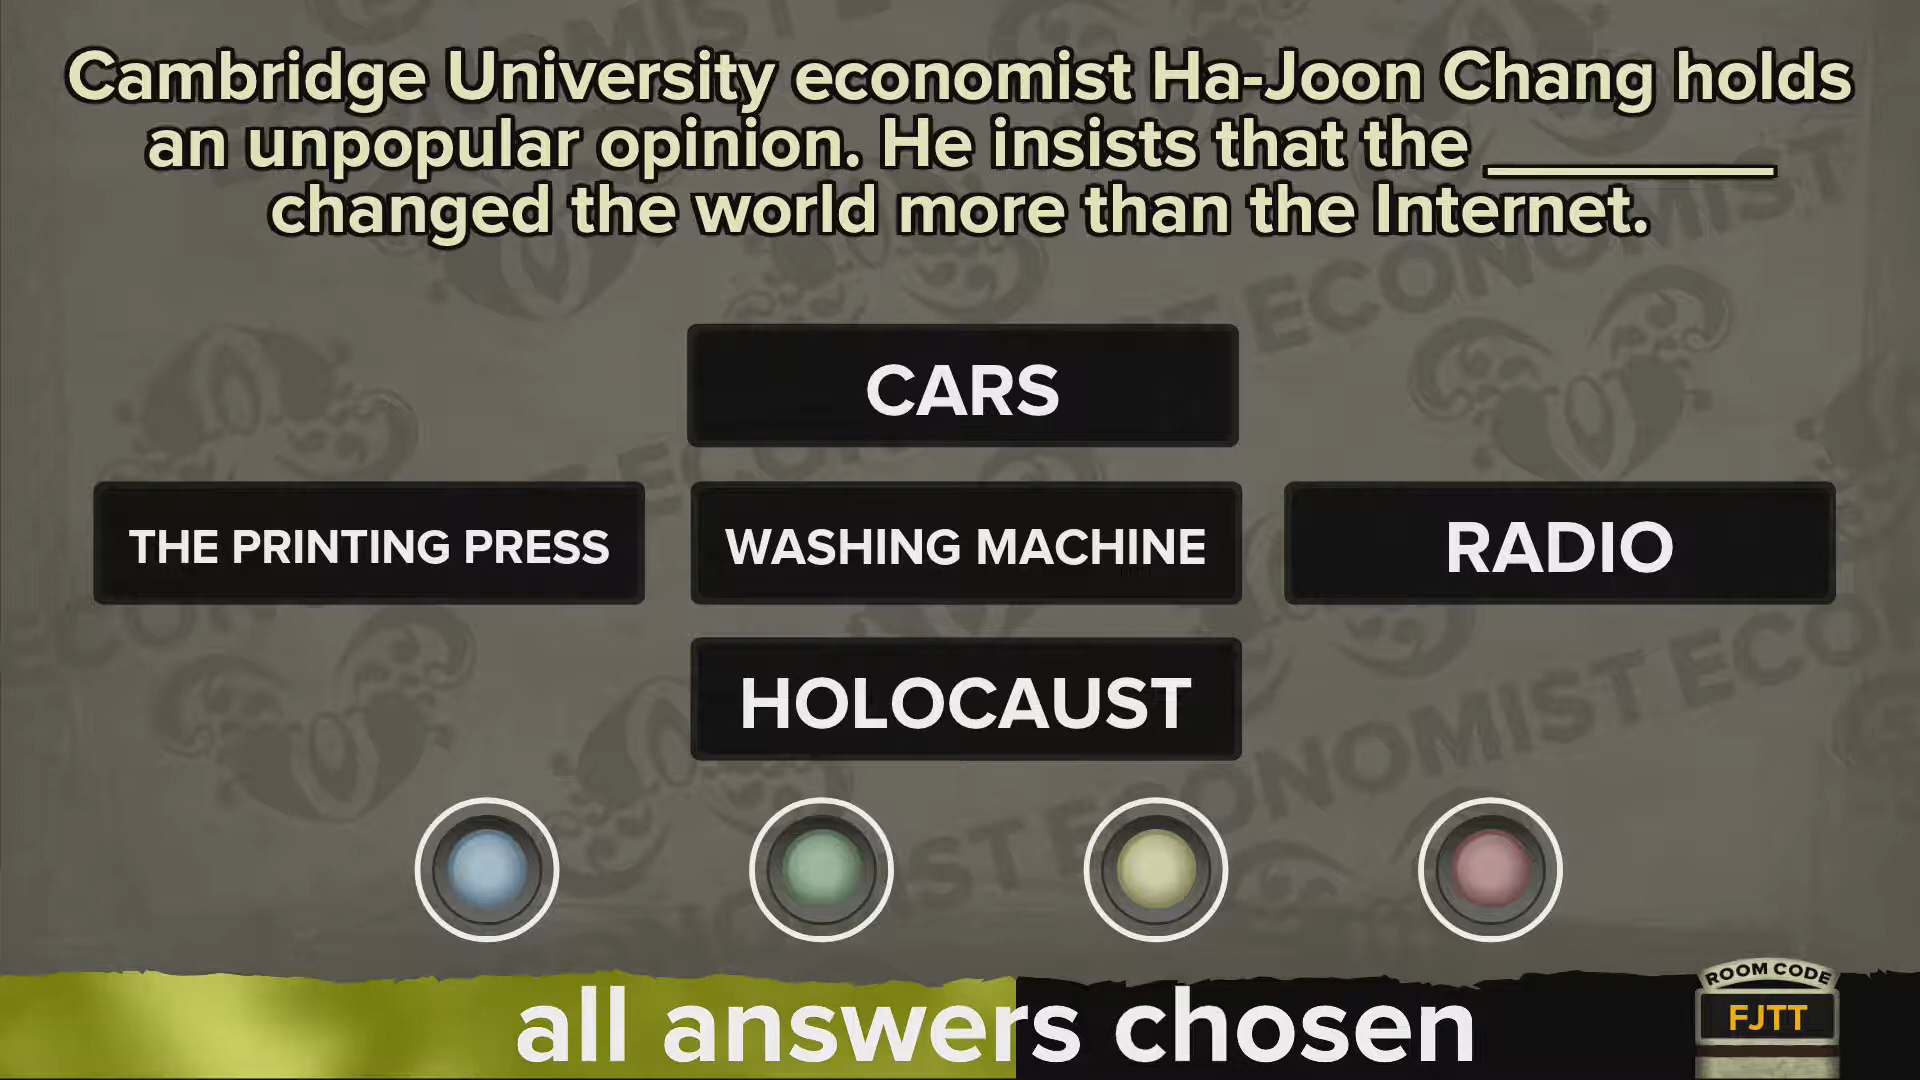 Cambridge University economist Ha-Joon Chang holds
an unpopular opinion. He insists that the ________
changed the world more than the Internet.
CARS
THE PRINTING PRESS
WASHING MACHINE
RADIO
HOLOCAUST
all answers chosen
ROOM CODE
FJTT